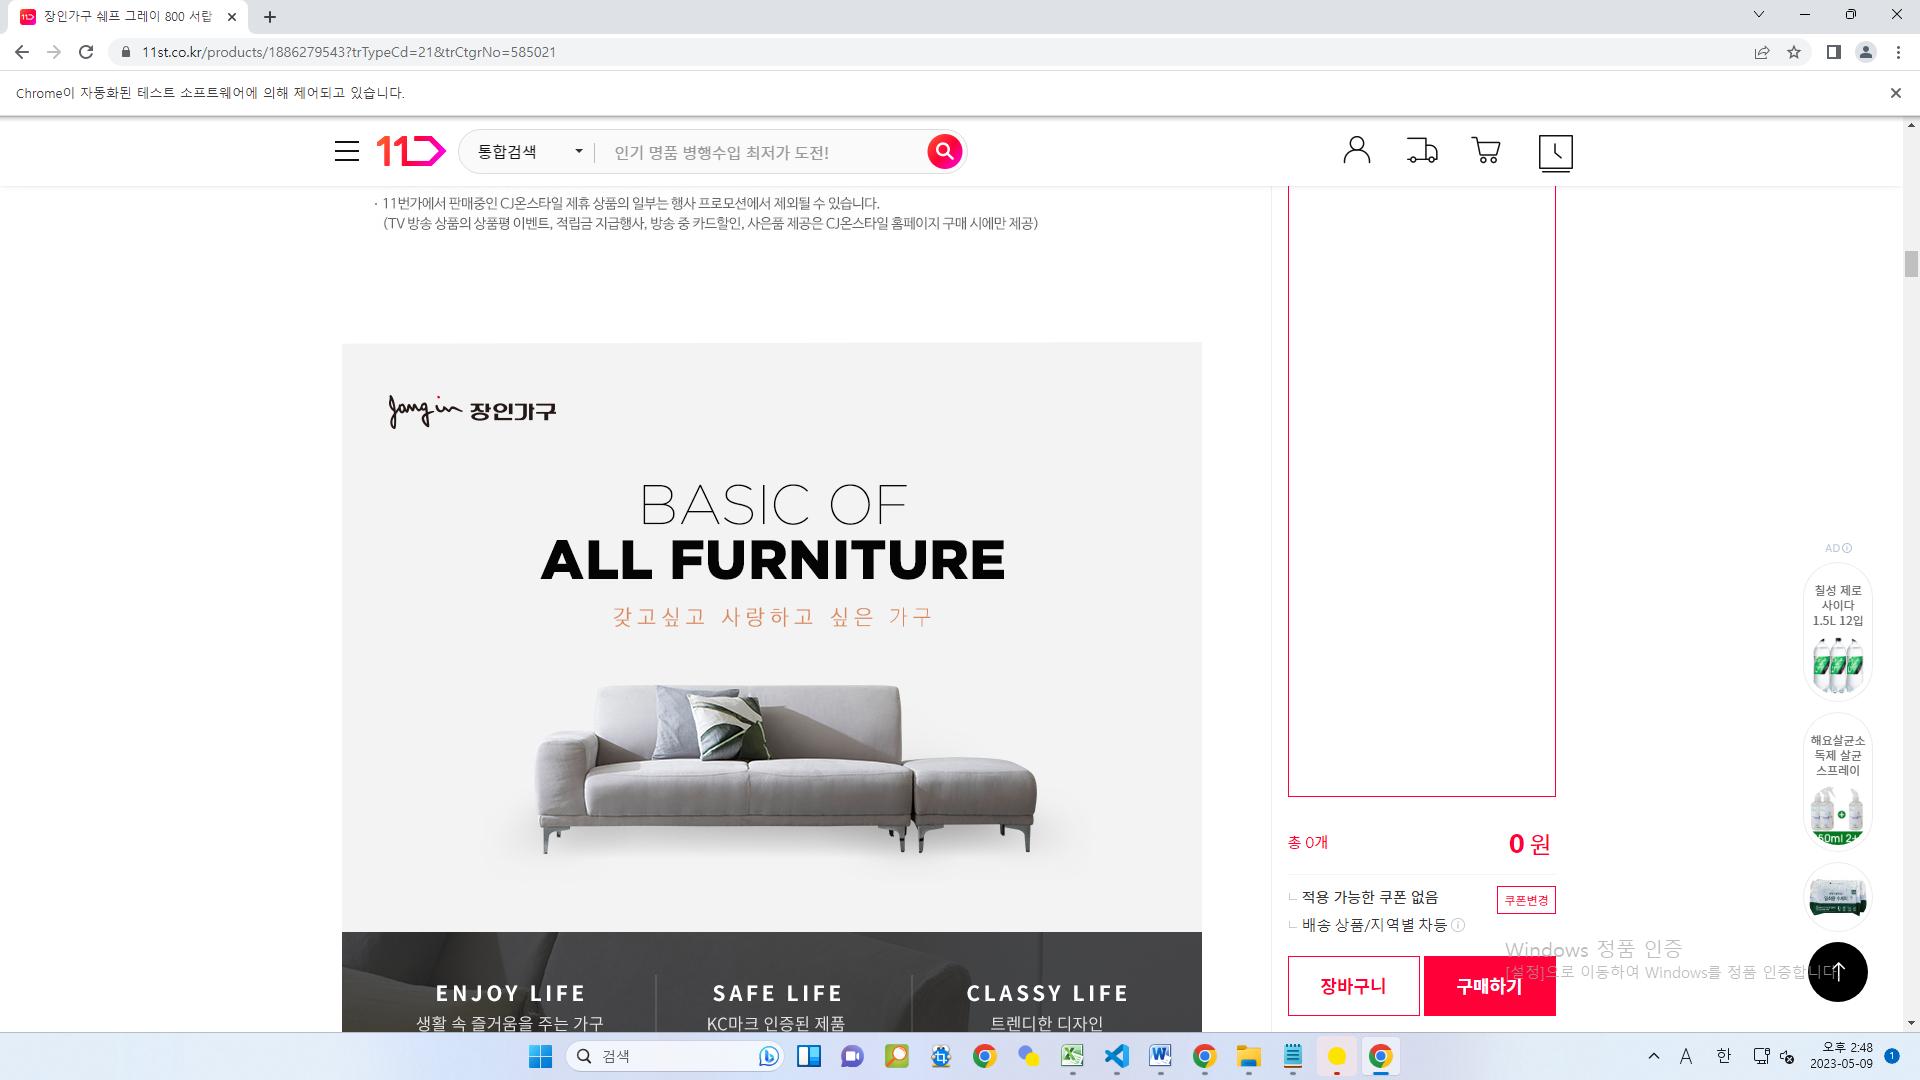 장인가구 쉐프 그레이 800 서랍
11st.co.kr/products/1886279543?trTypeCd=21&trCtgrNo=585021
Chrome이 자동화된 테스트 소프트웨어에 의해 제어되고 있습니다.
11
통합검색
인기 명품 병행수입 최저가 도전!
· 11번가에서 판매중인 CJ온스타일 제휴 상품의 일부는 행사 프로모션에서 제외될 수 있습니다.
(TV 방송 상품의 상품평 이벤트, 적립금 지급행사, 방송 중 카드할인, 사은품 제공은 CJ온스타일 홈페이지 구매 시에만 제공)
Jang in 장인가구
BASIC OF
ALL FURNITURE
갖고싶고 사랑하고 싶은 가구
ENJOY LIFE
생활 속 즐거움을 주는 가구
SAFE LIFE
KC마크 인증된 제품
CLASSY LIFE
트렌디한 디자인
총 0개
0 원
적용 가능한 쿠폰 없음
쿠폰변경
배송 상품/지역별 차등
장바구니
구매하기
AD
칠성 제로
사이다
1.5L 12입
해요살균소
독제 살균
스프레이
Windows 정품 인증
[설정]으로 이동하여 Windows를 정품 인증합니다
검색
A
한
오후 2:48
2023-05-09
1